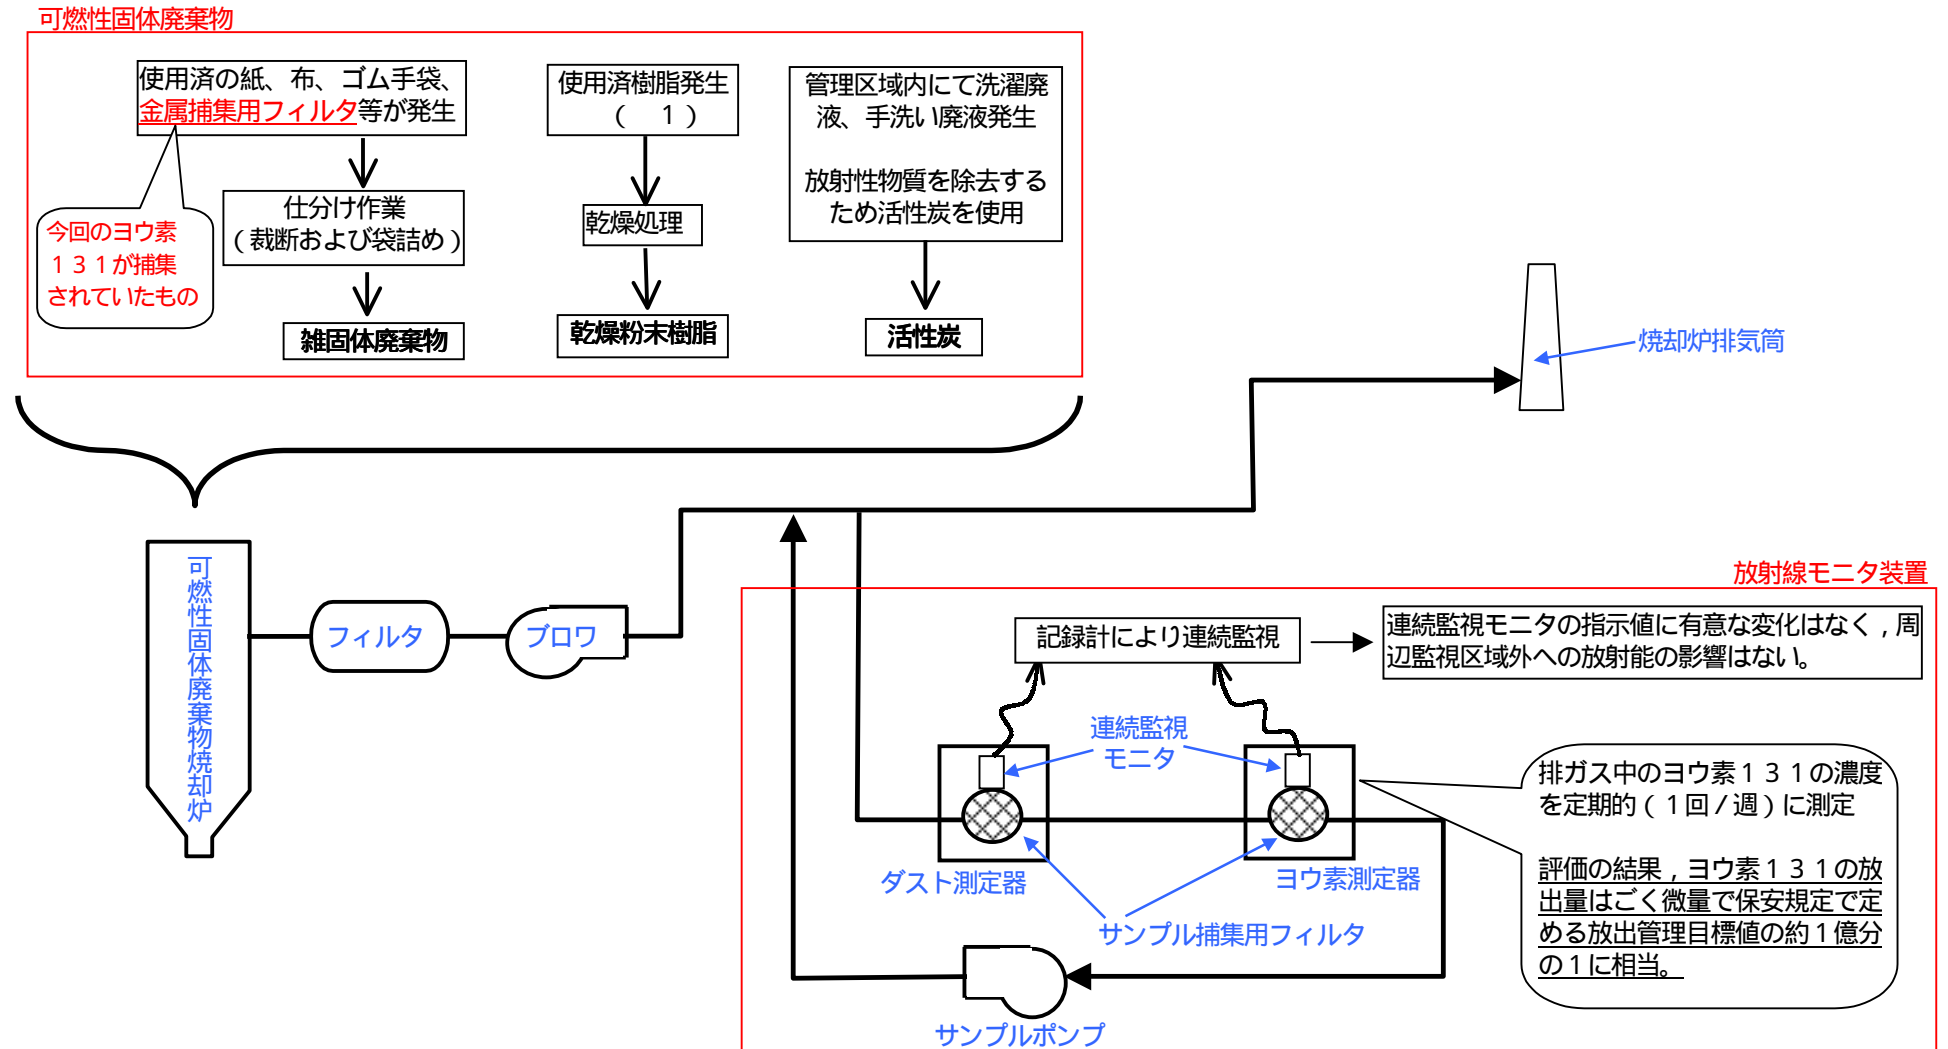 可燃性固体廃棄物
使用済の紙、布、ゴム手袋、
金属捕集用フィルタ等が発生
使用済樹脂発生
（　１）
管理区域内にて洗濯廃
液、手洗い廃液発生
放射性物質を除去する
ため活性炭を使用
仕分け作業
（裁断および袋詰め）
乾燥処理
今回のヨウ素
１３１が捕集
されていたもの
雑固体廃棄物
乾燥粉末樹脂
活性炭
焼却炉排気筒
可燃性固体廃棄物焼却炉
フィルタ
ブロワ
放射線モニタ装置
記録計により連続監視
連続監視モニタの指示値に有意な変化はなく，周
辺監視区域外への放射能の影響はない。
連続監視
モニタ
ダスト測定器
ヨウ素測定器
サンプル捕集用フィルタ
サンプルポンプ
排ガス中のヨウ素１３１の濃度
を定期的（１回／週）に測定
評価の結果，ヨウ素１３１の放
出量はごく微量で保安規定で定
める放出管理目標値の約１億分
の１に相当。